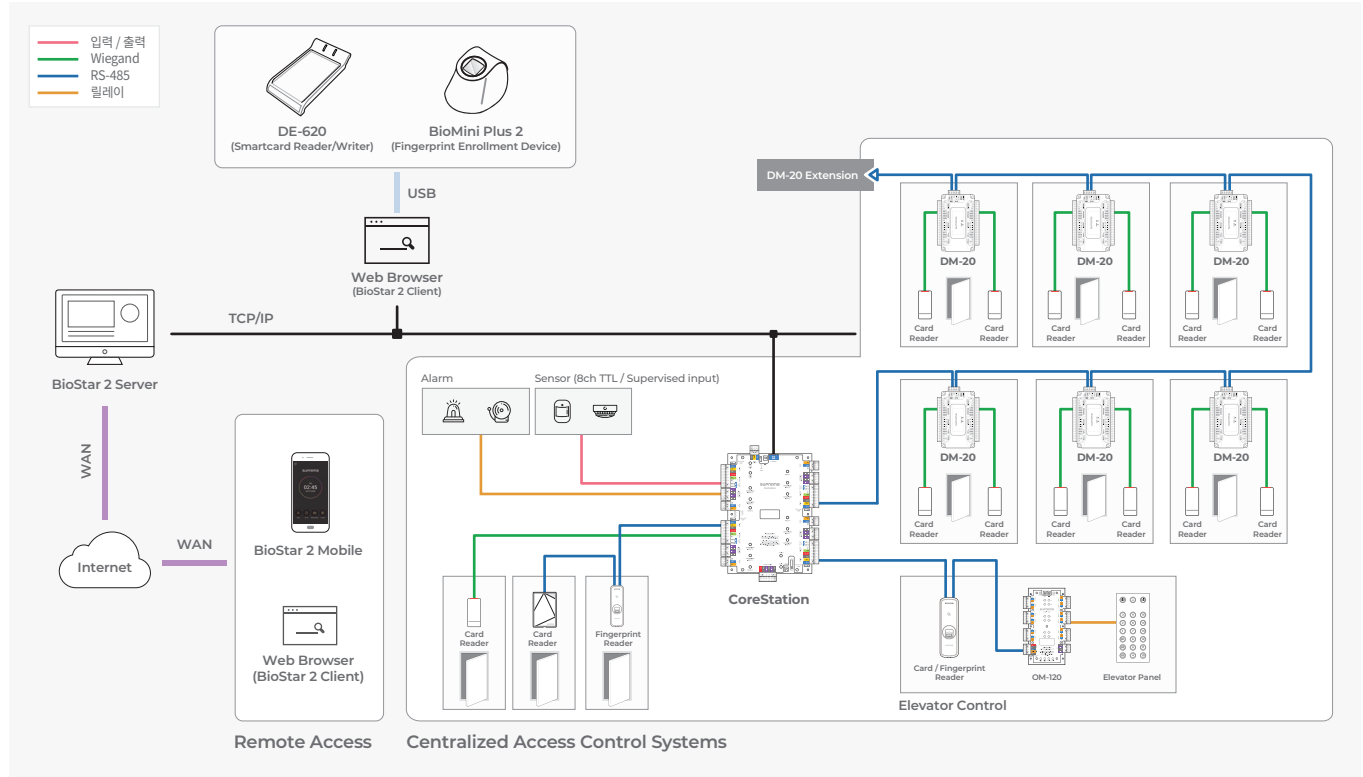 입력 / 출력
Wiegand
RS-485
릴레이
DE-620
(Smartcard Reader/Writer)
BioMini Plus 2
(Fingerprint Enrollment Device)
USB
Web Browser
(BioStar 2 Client)
TCP/IP
BioStar 2 Server
WAN
Internet
WAN
BioStar 2 Mobile
Web Browser
(BioStar 2 Client)
Remote Access
Centralized Access Control Systems
Alarm
Sensor (8ch TTL / Supervised input)
CoreStation
Card
Reader
Card
Reader
Fingerprint
Reader
DM-20 Extension
DM-20
Card
Reader
Card
Reader
DM-20
Card
Reader
Card
Reader
DM-20
Card
Reader
Card
Reader
DM-20
Card
Reader
Card
Reader
DM-20
Card
Reader
Card
Reader
DM-20
Card
Reader
Card
Reader
Card / Fingerprint
Reader
OM-120
Elevator Panel
Elevator Control